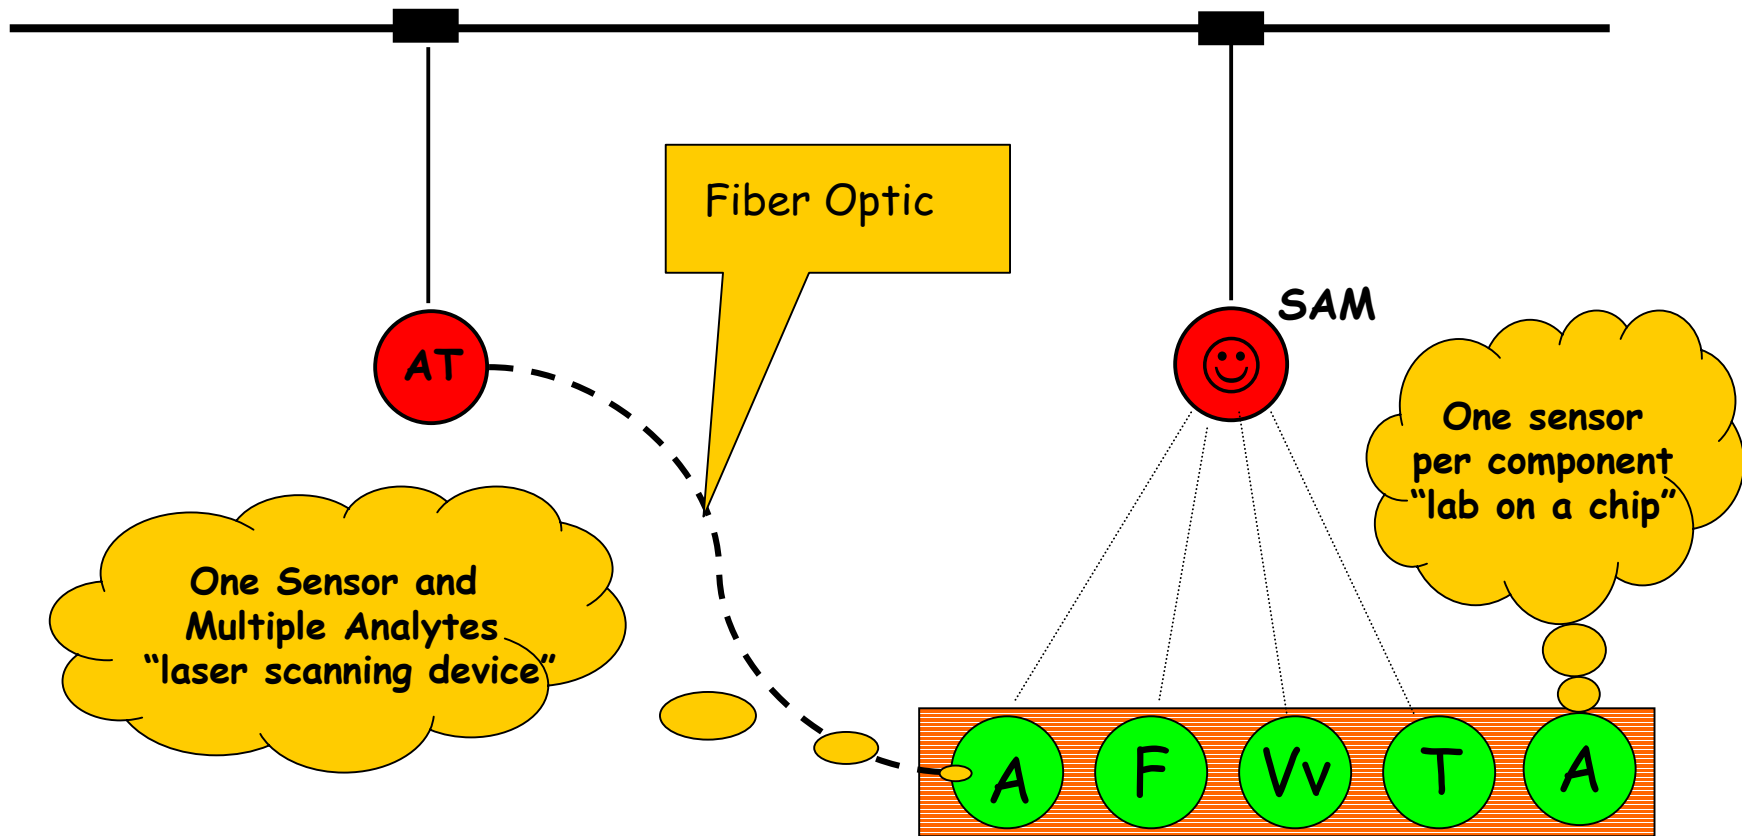 Fiber Optic
SAM
AT
One sensor
per component
“lab on a chip”
One Sensor and
Multiple Analytes
“laser scanning device”
A F Vv T A